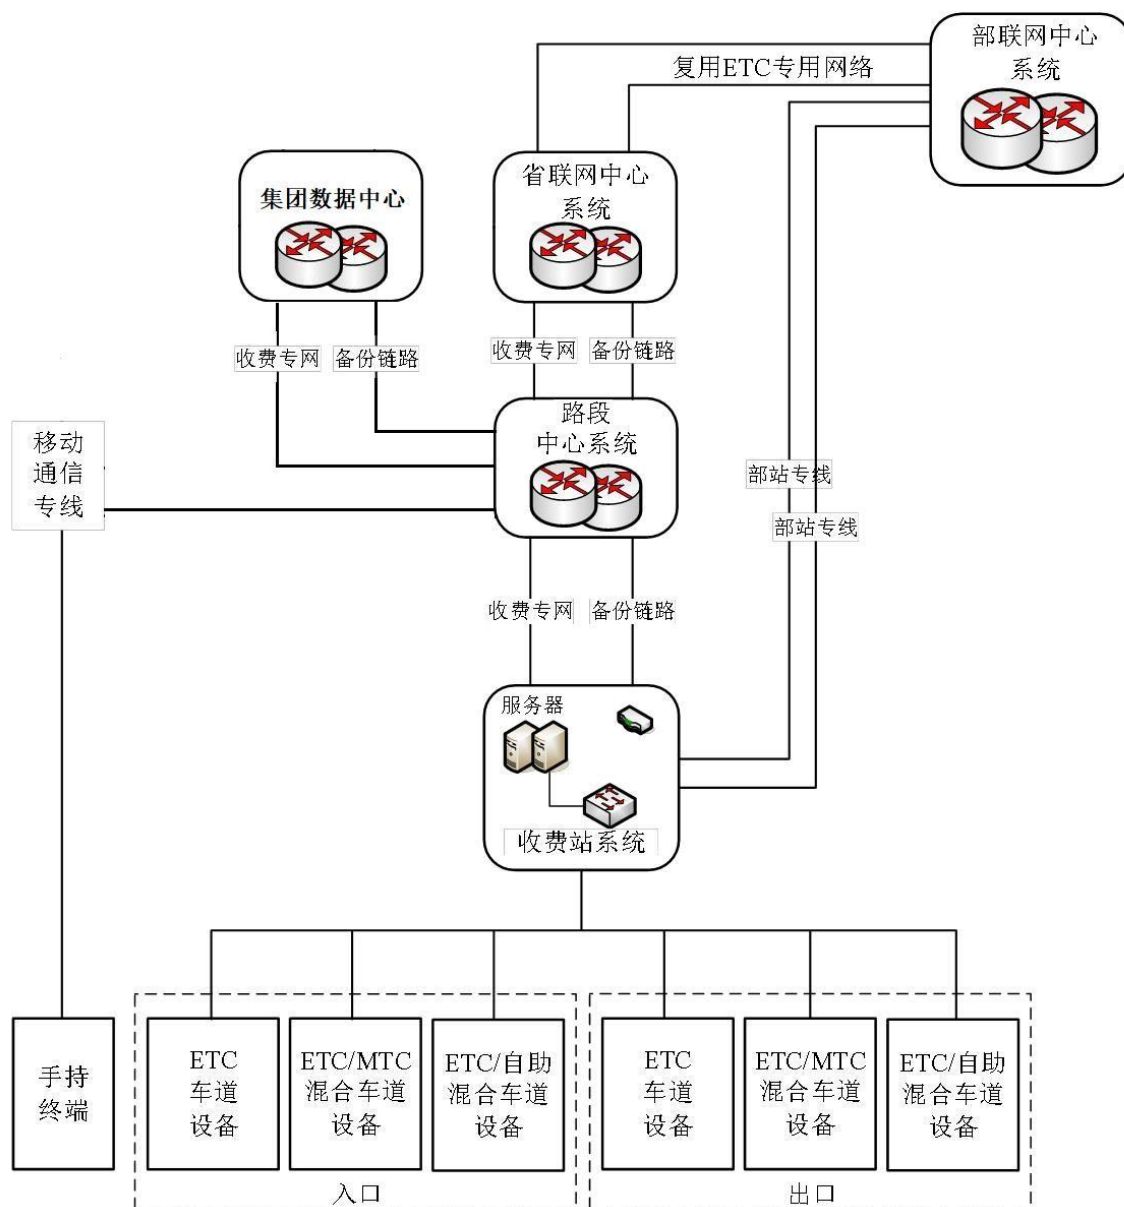 部联网中心
系统
复用ETC专用网络
集团数据中心
省联网中心
系统
收费专网
备份链路
收费专网
备份链路
路段
中心系统
移动
通信
专线
部站专线
部站专线
收费专网
备份链路
服务器
收费站系统
手持
终端
ETC
车道
设备
ETC/MTC
混合车道
设备
ETC/自助
混合车道
设备
ETC
车道
设备
ETC/MTC
混合车道
设备
ETC/自助
混合车道
设备
入口
出口